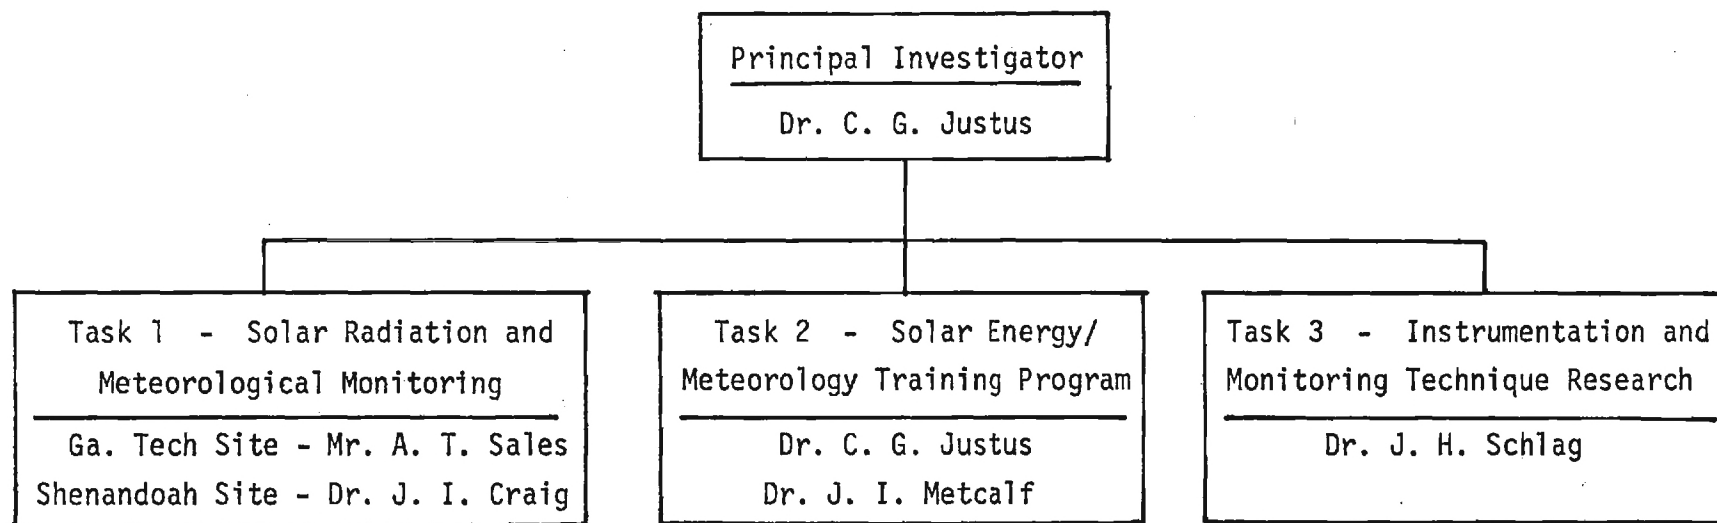 Principal Investigator
Dr. C. G. Justus
Task 1 - Solar Radiation and
Meteorological Monitoring
Ga. Tech Site - Mr. A. T. Sales
Shenandoah Site - Dr. J. I. Craig
Task 2 - Solar Energy/
Meteorology Training Program
Dr. C. G. Justus
Dr. J. I. Metcalf
Task 3 - Instrumentation and
Monitoring Technique Research
Dr. J. H. Schlag